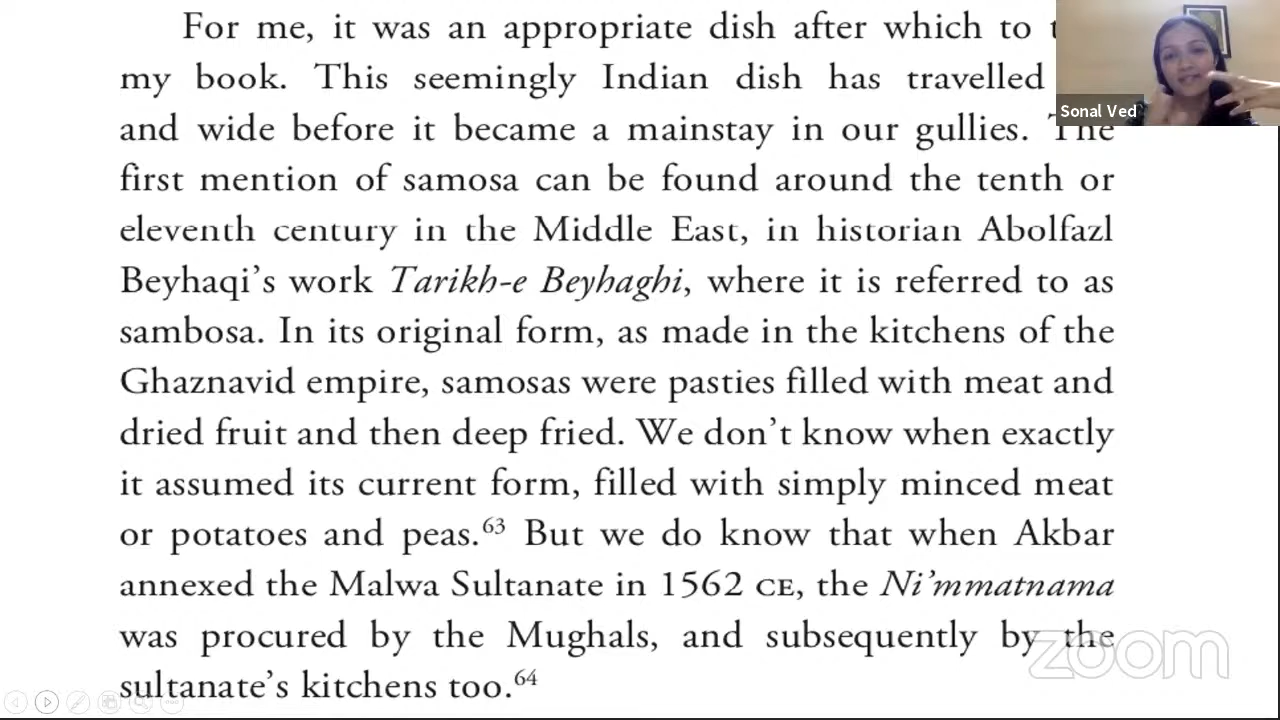 For me, it was an appropriate dish after which to
my book. This seemingly Indian dish has travelled
and wide before it became a mainstay in our gullies. The
first mention of samosa can be found around the tenth or
eleventh century in the Middle East, in historian Abolfazl
Beyhaqi’s work Tarikh-e Beyhaghi, where it is referred to as
sambosa. In its original form, as made in the kitchens of the
Ghaznavid empire, samosas were pasties filled with meat and
dried fruit and then deep fried. We don’t know when exactly
it assumed its current form, filled with simply minced meat
or potatoes and peas.⁶³ But we do know that when Akbar
annexed the Malwa Sultanate in 1562 CE, the Ni’mmatnama
was procured by the Mughals, and subsequently by the
sultanate’s kitchens too.⁶⁴
Sonal Ved
zoom